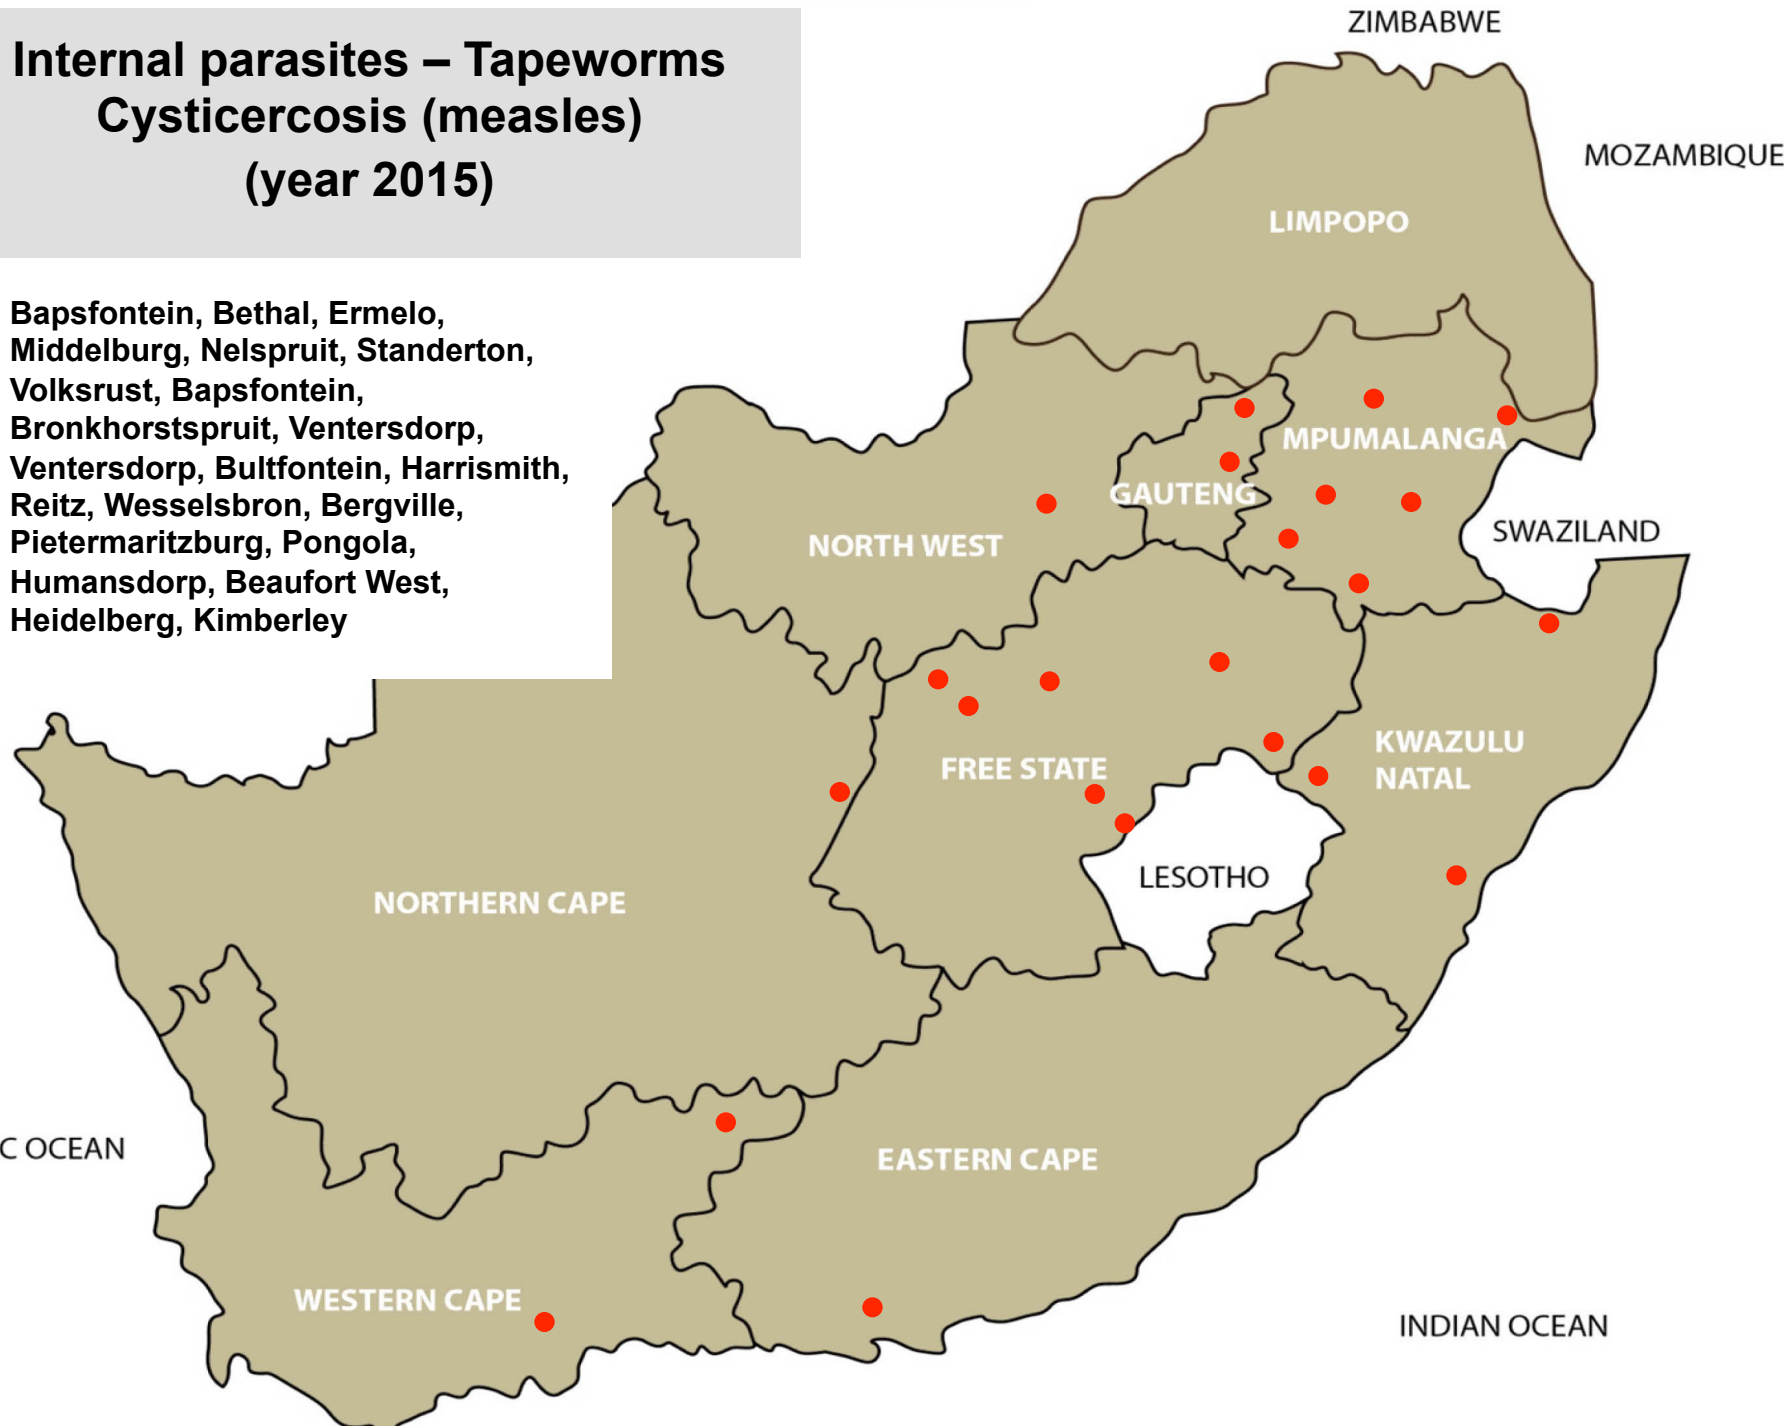 Internal parasites – Tapeworms
Cysticercosis (measles)
(year 2015)
Bapsfontein, Bethal, Ermelo,
Middelburg, Nelspruit, Standerton,
Volksrust, Bapsfontein,
Bronkhorstspruit, Ventersdorp,
Ventersdorp, Bultfontein, Harrismith,
Reitz, Wesselsbron, Bergville,
Pietermaritzburg, Pongola,
Humansdorp, Beaufort West,
Heidelberg, Kimberley
ZIMBABWE
MOZAMBIQUE
LIMPOPO
MPUMALANGA
GAUTENG
SWAZILAND
NORTH WEST
KWAZULU
NATAL
FREE STATE
LESOTHO
NORTHERN CAPE
C OCEAN
EASTERN CAPE
WESTERN CAPE
INDIAN OCEAN